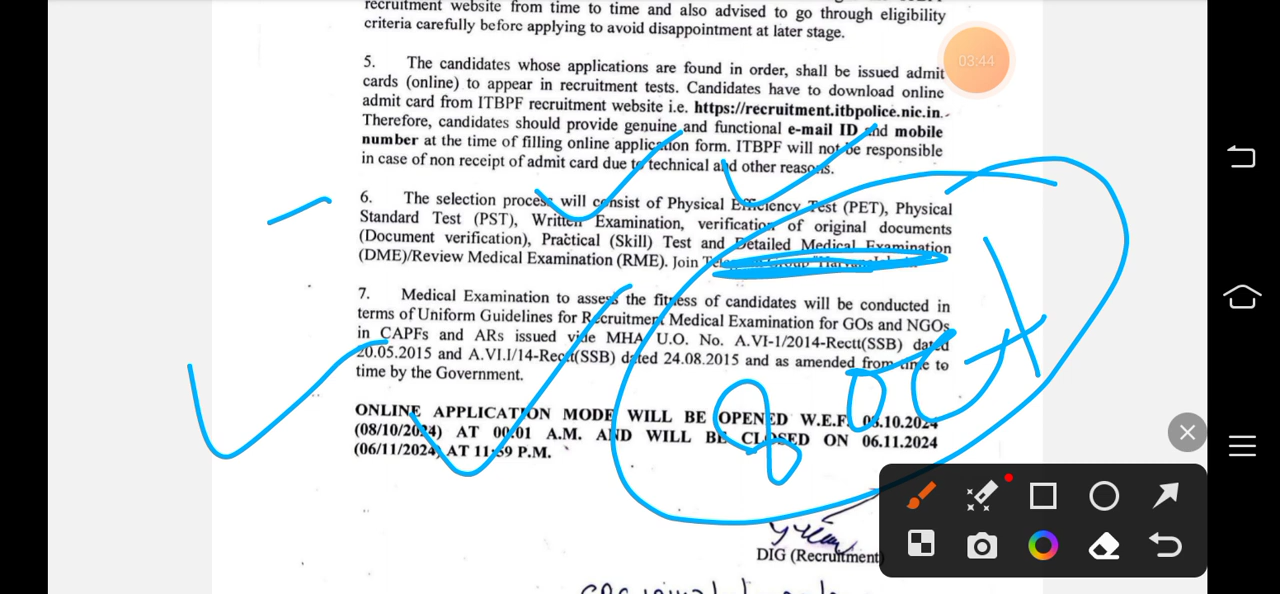 recruitment website from time to time and also advised to go through eligibility
criteria carefully before applying to avoid disappointment at later stage.
03:44
5. The candidates whose applications are found in order, shall be issued admit
cards (online) to appear in recruitment tests. Candidates have to download online
admit card from ITBPF recruitment website i.e. https://recruitment.itbpolice.nic.in.
Therefore, candidates should provide genuine and functional e-mail ID and mobile
number at the time of filling online application form. ITBPF will not be responsible
in case of non receipt of admit card due to technical and other reasons.
6. The selection process will consist of Physical Efficiency Test (PET), Physical
Standard Test (PST), Written Examination, verification of original documents
(Document verification), Practical (Skill) Test and Detailed Medical Examination
(DME)/Review Medical Examination (RME). Join
7. Medical Examination to assess the fitness of candidates will be conducted in
terms of Uniform Guidelines for Recruitment Medical Examination for GOs and NGOs
in CAPFs and ARs issued vide MHA U.O. No. A.VI-1/2014-Rectt(SSB) dated
20.05.2015 and A.VI.I/14-Rectt(SSB) dated 24.08.2015 and as amended from time to
time by the Government.
8 oct
ONLINE APPLICATION MODE WILL BE OPENED W.E.F. 08.10.2024
(08/10/2024) AT 00:01 A.M. AND WILL BE CLOSED ON 06.11.2024
(06/11/2024) AT 11:59 P.M.
DIG (Recruitment)